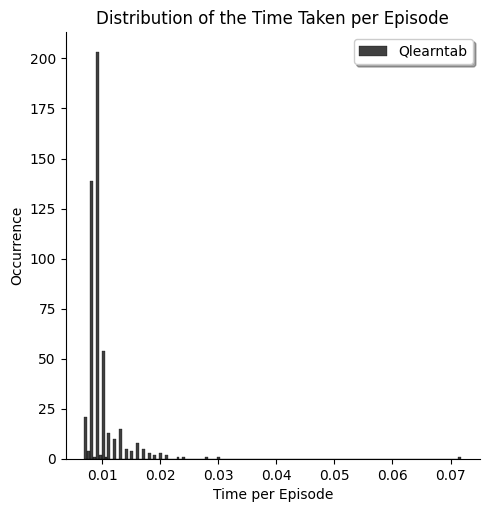 Distribution of the Time Taken per Episode
Qlearntab
200
175
150
125
100
75
50
25
0
Occurrence
0.01 0.02 0.03 0.04 0.05 0.06 0.07
Time per Episode